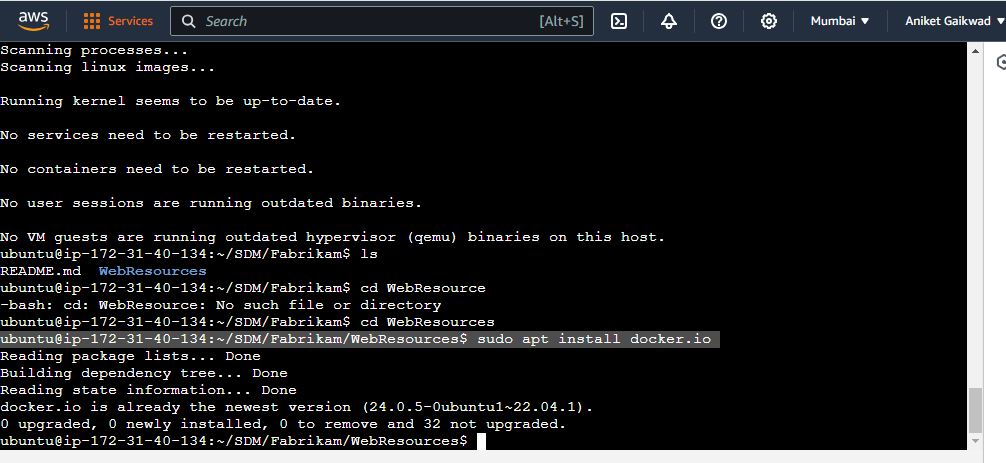 aws Services Search [Alt+S] Mumbai Aniket Gaikwad
Scanning processes...
Scanning linux images...
Running kernel seems to be up-to-date.
No services need to be restarted.
No containers need to be restarted.
No user sessions are running outdated binaries.
No VM guests are running outdated hypervisor (qemu) binaries on this host.
ubuntu@ip-172-31-40-134:~/SDM/Fabrikam$ ls
README.md  WebResources
ubuntu@ip-172-31-40-134:~/SDM/Fabrikam$ cd WebResource
-bash: cd: WebResource: No such file or directory
ubuntu@ip-172-31-40-134:~/SDM/Fabrikam$ cd WebResources
ubuntu@ip-172-31-40-134:~/SDM/Fabrikam/WebResources$ sudo apt install docker.io
Reading package lists... Done
Building dependency tree... Done
Reading state information... Done
docker.io is already the newest version (24.0.5-0ubuntu1~22.04.1).
0 upgraded, 0 newly installed, 0 to remove and 32 not upgraded.
ubuntu@ip-172-31-40-134:~/SDM/Fabrikam/WebResources$